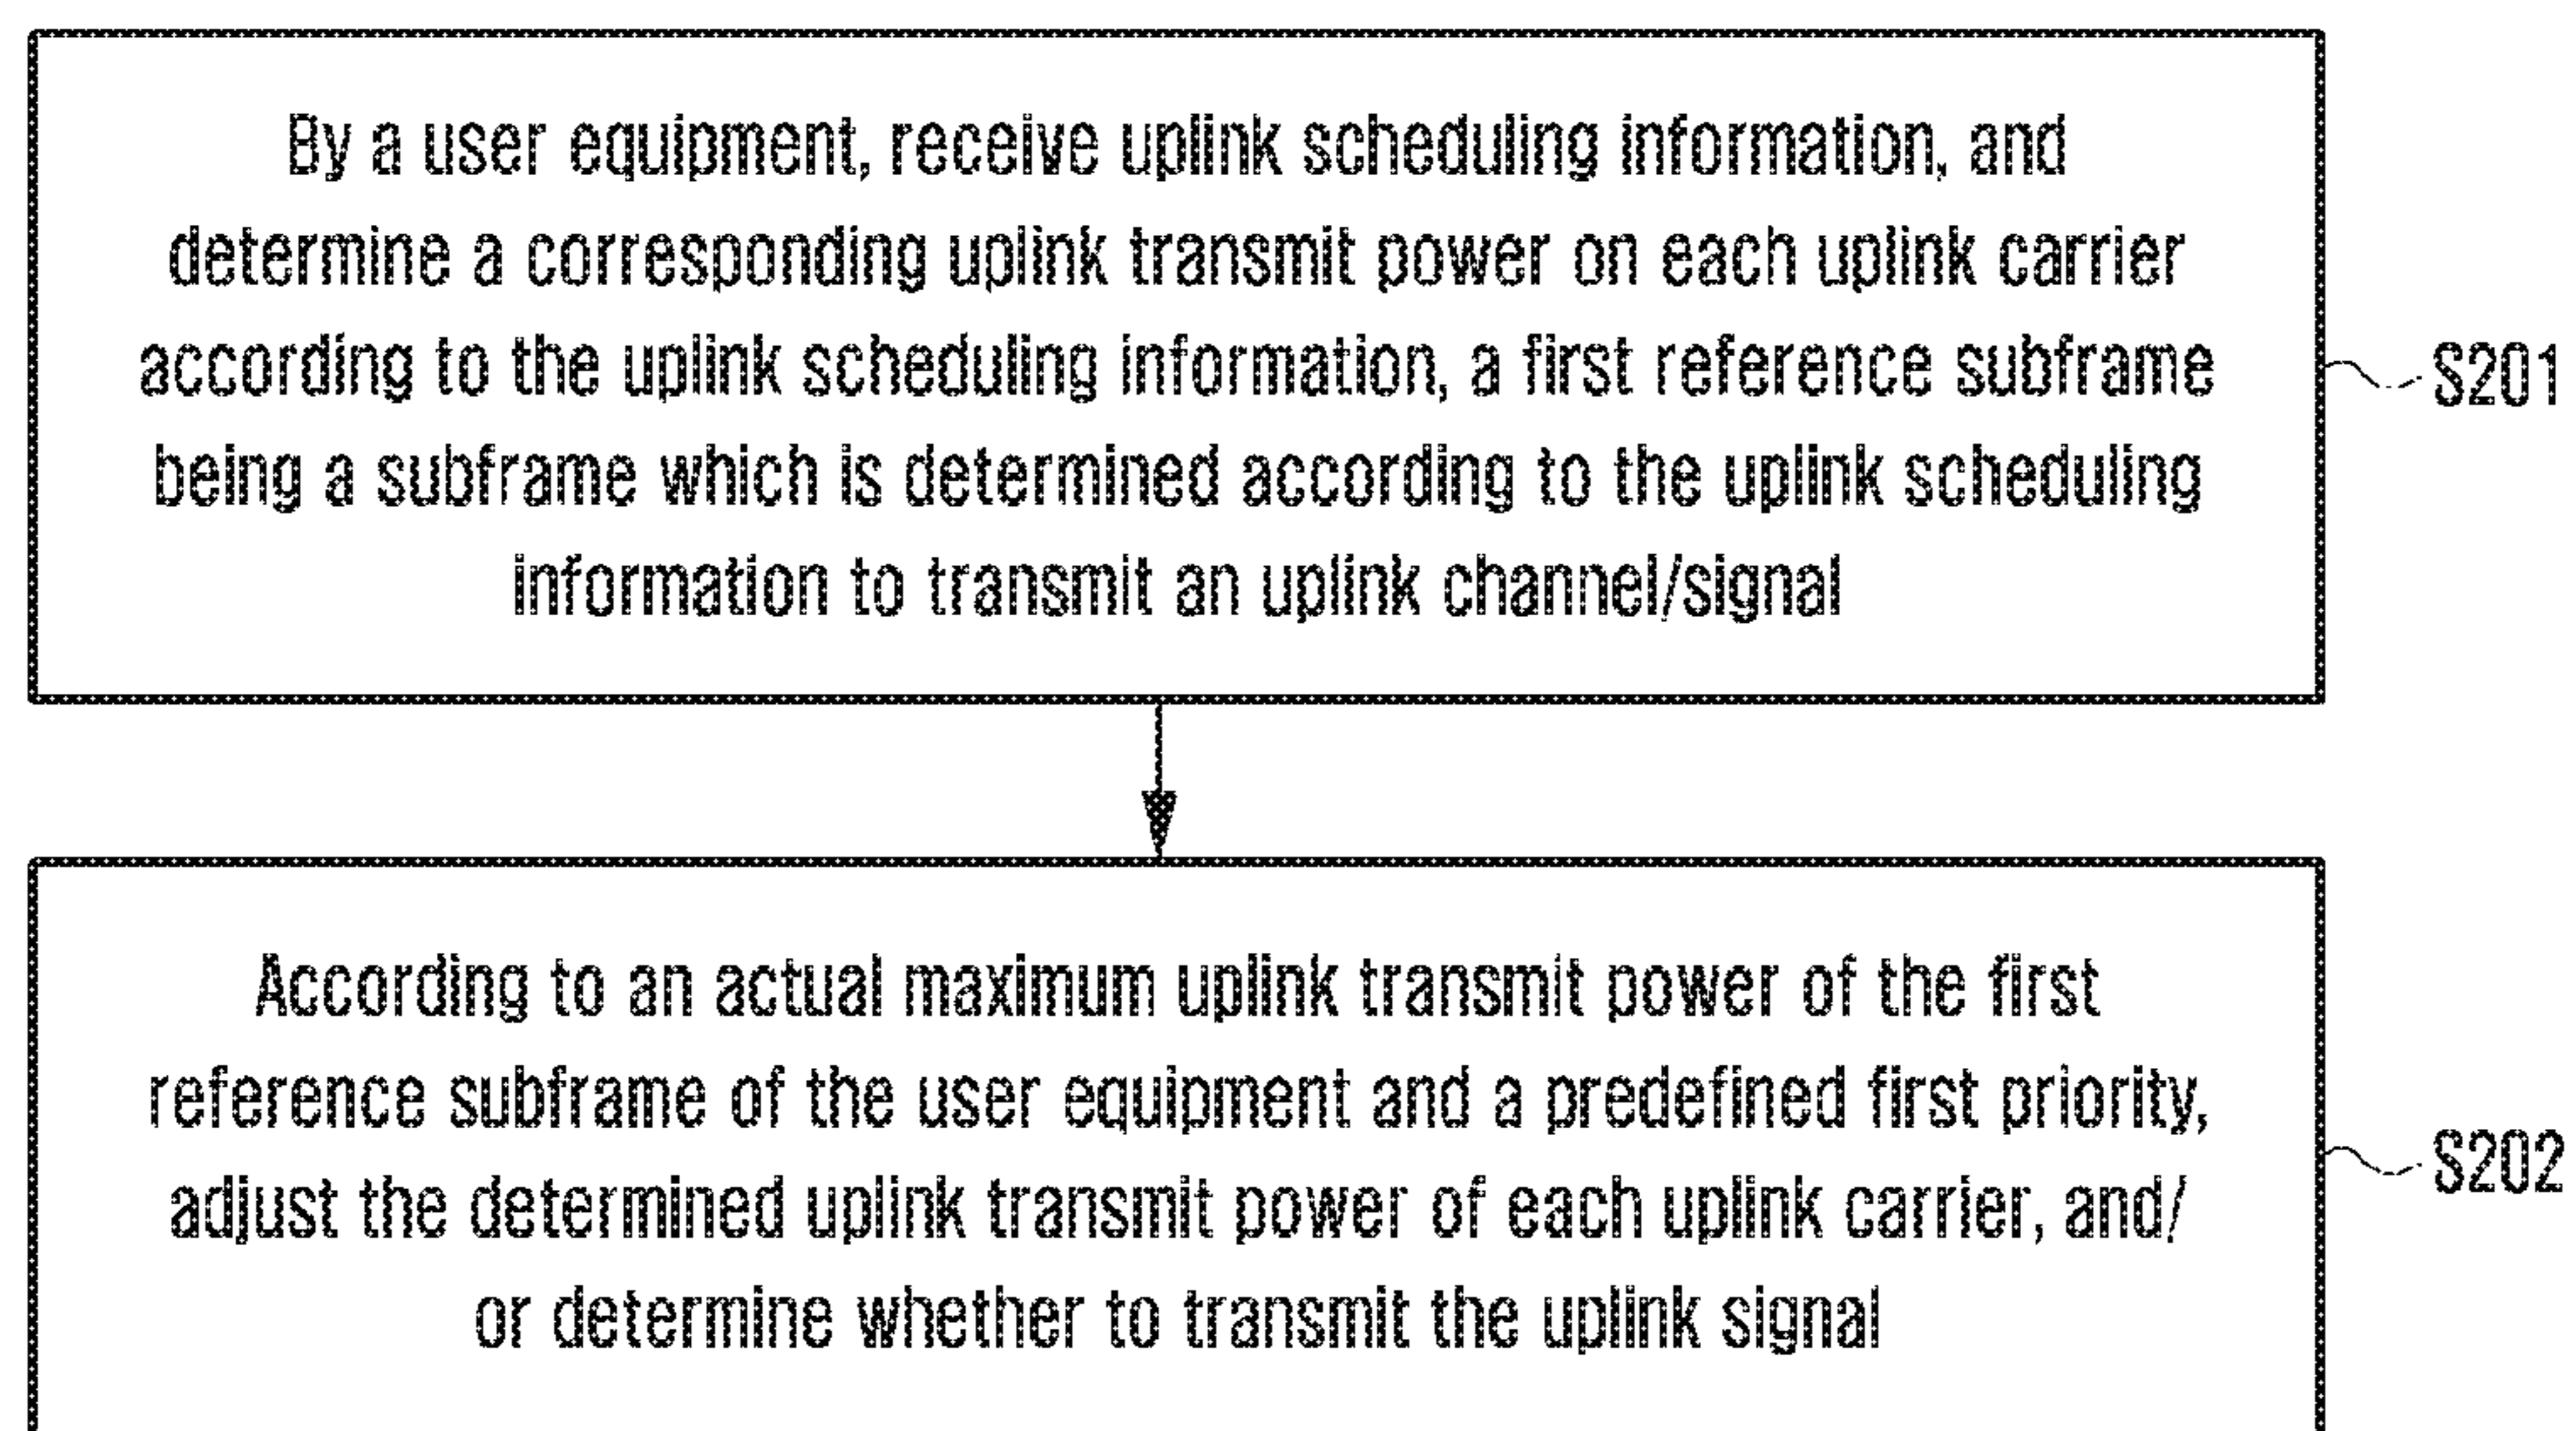 By a user equipment, receive uplink scheduling information, and
determine a corresponding uplink transmit power on each uplink carrier
according to the uplink scheduling information, a first reference subframe
being a subframe which is determined according to the uplink scheduling
information to transmit an uplink channel/signal
S201
According to an actual maximum uplink transmit power of the first
reference subframe of the user equipment and a predefined first priority,
adjust the determined uplink transmit power of each uplink carrier, and/
or determine whether to transmit the uplink signal
S202